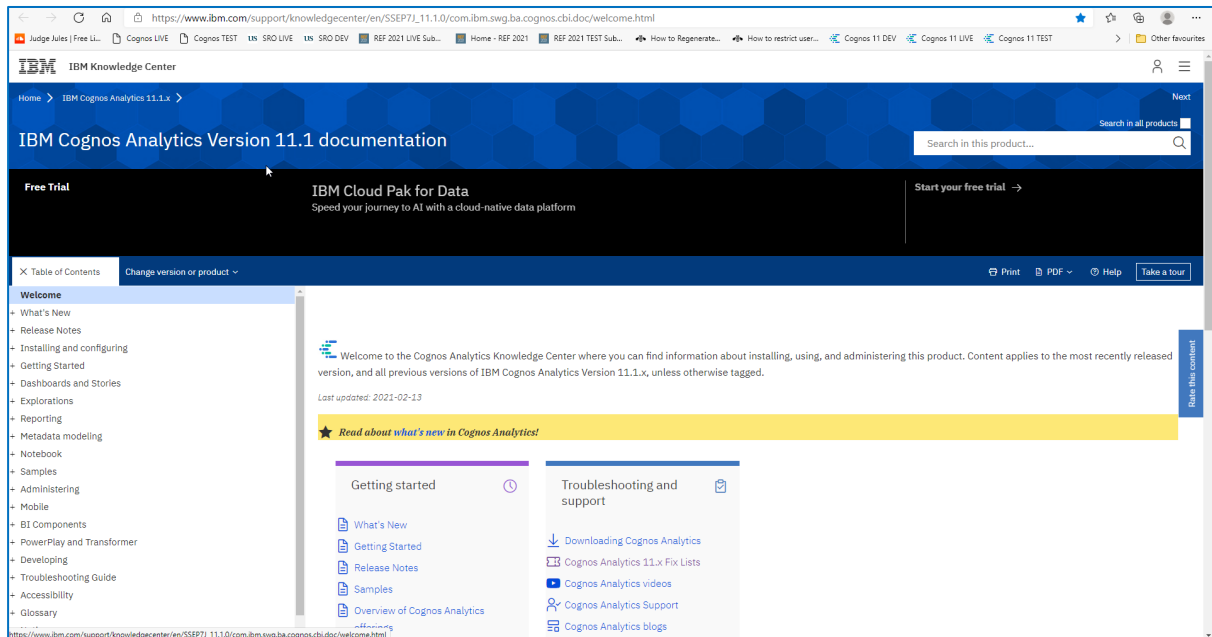 https://www.ibm.com/support/knowledgecenter/en/SSEP7J_11.1.0/com.ibm.swg.ba.cognos.cbi.doc/welcome.html
Judge Jules | Free Li... Cognos LIVE Cognos TEST US SRO LIVE US SRO DEV REF 2021 LIVE Sub... Home - REF 2021 REF 2021 TEST Sub... How to Regenerate... How to restrict user... Cognos 11 DEV Cognos 11 LIVE Cognos 11 TEST Other favourites
IBM IBM Knowledge Center
Home IBM Cognos Analytics 11.1.x Next
Search in all products
IBM Cognos Analytics Version 11.1 documentation
Search in this product...
Free Trial
IBM Cloud Pak for Data
Speed your journey to AI with a cloud-native data platform
Start your free trial →
Table of Contents Change version or product Print PDF Help Take a tour
Welcome
+ What's New
+ Release Notes
+ Installing and configuring
+ Getting Started
+ Dashboards and Stories
+ Explorations
+ Reporting
+ Metadata modeling
+ Notebook
+ Samples
+ Administering
+ Mobile
+ BI Components
+ PowerPlay and Transformer
+ Developing
+ Troubleshooting Guide
+ Accessibility
+ Glossary
Welcome to the Cognos Analytics Knowledge Center where you can find information about installing, using, and administering this product. Content applies to the most recently released
version, and all previous versions of IBM Cognos Analytics Version 11.1.x, unless otherwise tagged.
Last updated: 2021-02-13
Read about what's new in Cognos Analytics!
Getting started
What's New
Getting Started
Release Notes
Samples
Overview of Cognos Analytics
offerings
Troubleshooting and
support
Downloading Cognos Analytics
Cognos Analytics 11.x Fix Lists
Cognos Analytics videos
Cognos Analytics Support
Cognos Analytics blogs
Rate this content
https://www.ibm.com/support/knowledgecenter/en/SSEP7J_11.1.0/com.ibm.swg.ba.cognos.cbi.doc/welcome.html